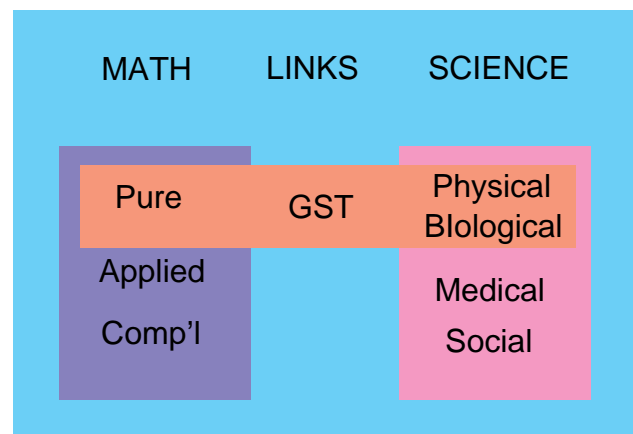 MATH LINKS SCIENCE
Pure GST Physical
BIological
Applied Medical
Comp'l Social